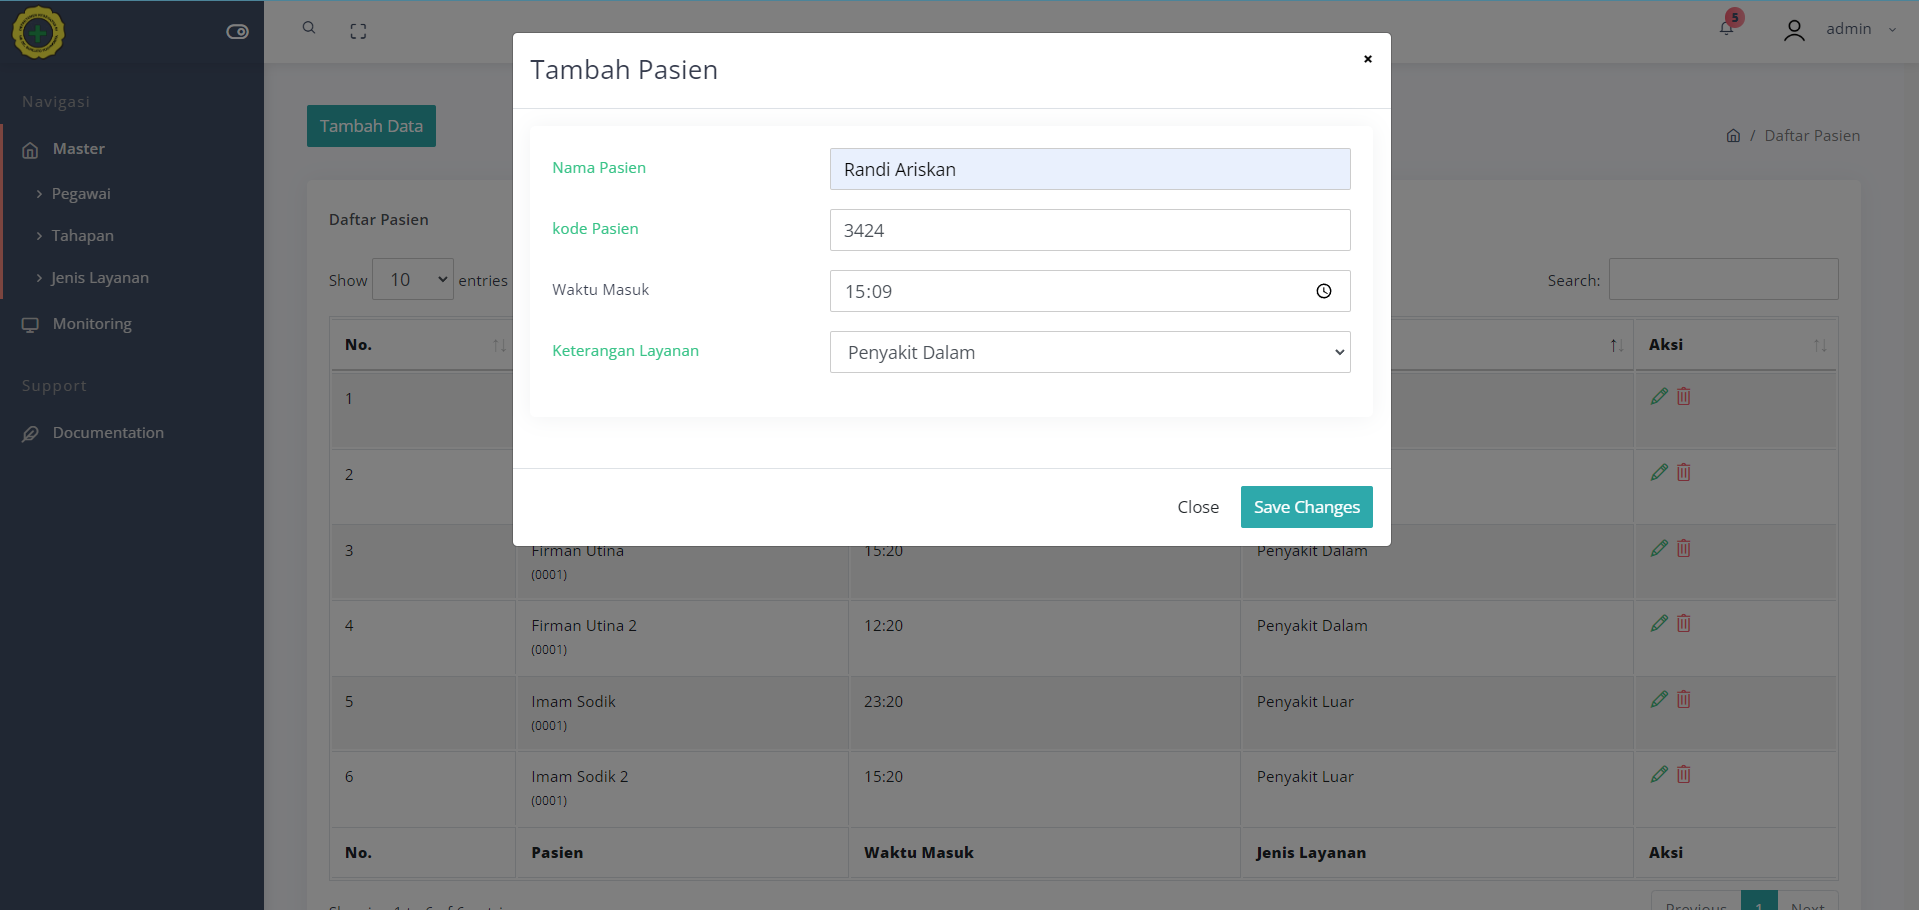 5
admin
Navigasi
Master
Pegawai
Tahapan
Jenis Layanan
Monitoring
Support
Documentation
Tambah Data
/ Daftar Pasien
Tambah Pasien
×
Nama Pasien Randi Ariskan
kode Pasien 3424
Waktu Masuk 15:09
Keterangan Layanan Penyakit Dalam
Close Save Changes
Daftar Pasien
Show 10 entries
Search:
No. Aksi
1
2
3 Firman Utina 15:20 Penyakit Dalam
(0001)
4 Firman Utina 2 12:20 Penyakit Dalam
(0001)
5 Imam Sodik 23:20 Penyakit Luar
(0001)
6 Imam Sodik 2 15:20 Penyakit Luar
(0001)
No. Pasien Waktu Masuk Jenis Layanan Aksi
Previous 1 Next